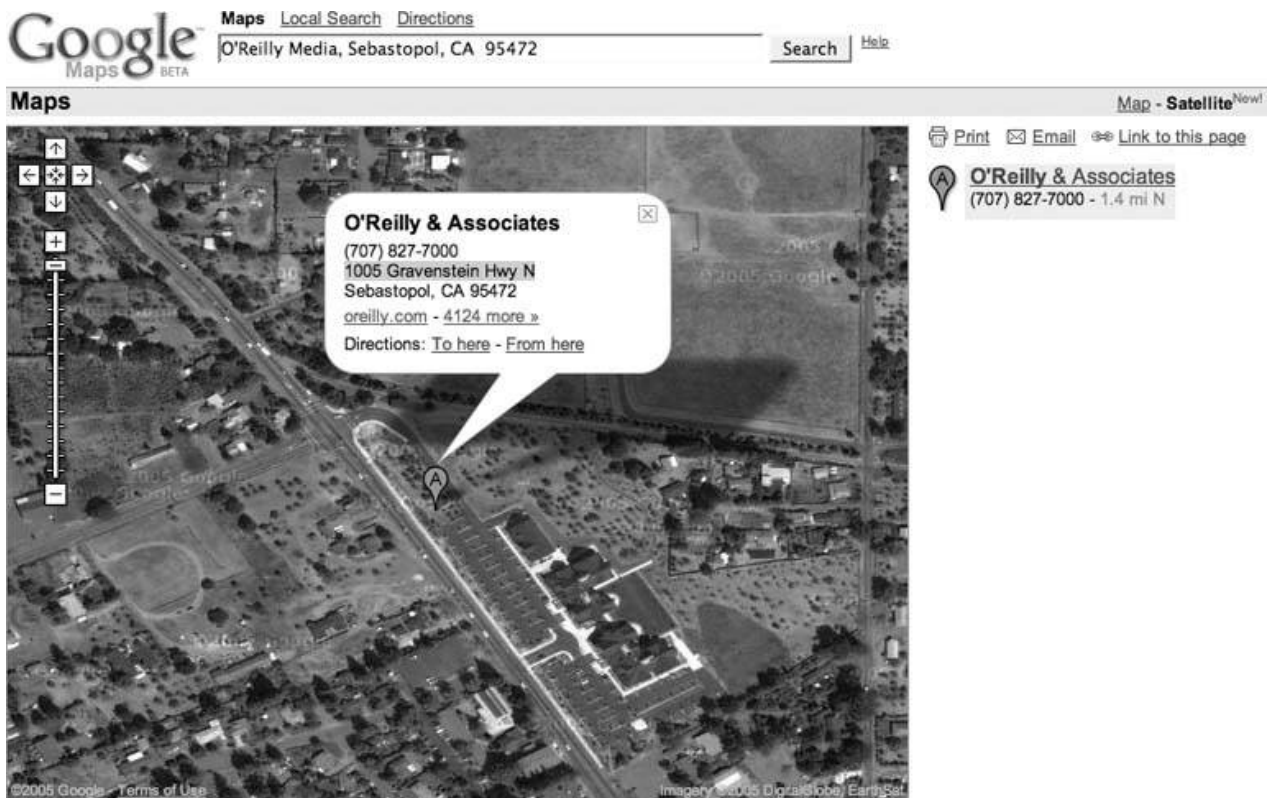 Google
Maps BETA
Maps Local Search Directions
O'Reilly Media, Sebastopol, CA 95472
Search
Help
Maps
Map - Satellite New!
Print Email Link to this page
A
O'Reilly & Associates
(707) 827-7000 - 1.4 mi N
O'Reilly & Associates
(707) 827-7000
1005 Gravenstein Hwy N
Sebastopol, CA 95472
oreilly.com - 4124 more »
Directions: To here - From here
A
©2005 Google
©2005 Google - Terms of Use
Imagery ©2005 DigitalGlobe, EarthSat